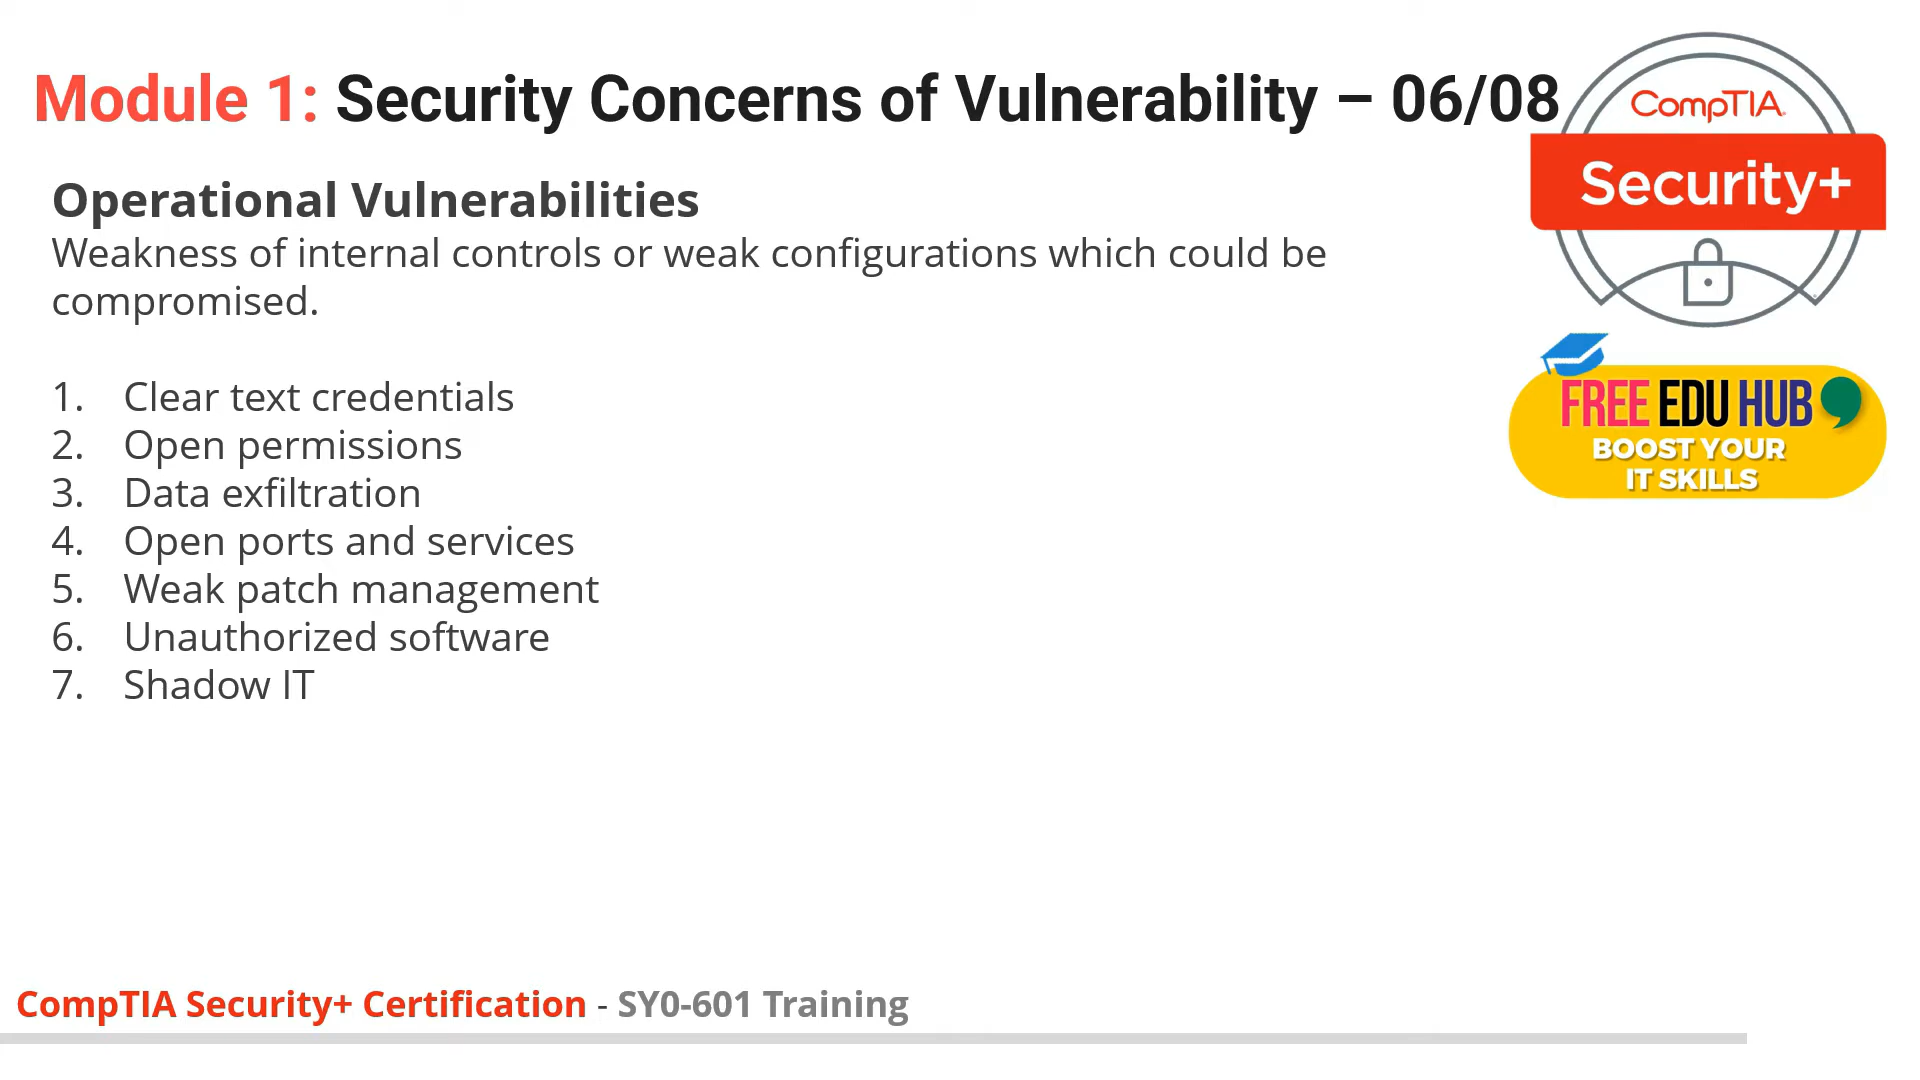 Module 1: Security Concerns of Vulnerability – 06/08
CompTIA
Security+
Operational Vulnerabilities
Weakness of internal controls or weak configurations which could be
compromised.
FREE EDU HUB
BOOST YOUR
IT SKILLS
1. Clear text credentials
2. Open permissions
3. Data exfiltration
4. Open ports and services
5. Weak patch management
6. Unauthorized software
7. Shadow IT
CompTIA Security+ Certification - SY0-601 Training